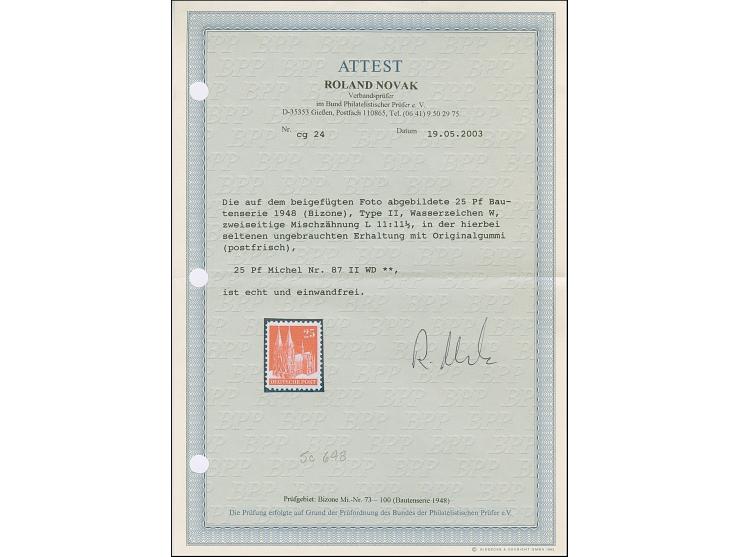 ATTEST
ROLAND NOVAK
Verbandsprüfer
im Bund Philatelistischer Prüfer e. V.
D-35353 Gießen, Postfach 110865, Tel. (06 41) 9 50 29 75
Nr. cg 24 Datum 19.05.2003
Die auf dem beigefügten Foto abgebildete 25 Pf Bau-
tenserie 1948 (Bizone), Type II, Wasserzeichen W,
zweiseitige Mischzähnung L 11:11½, in der hierbei
seltenen ungebrauchten Erhaltung mit Originalgummi
(postfrisch),
25 Pf Michel Nr. 87 II WD **,
ist echt und einwandfrei.
25
DEUTSCHE POST
Sc 648
Prüfgebiet: Bizone Mi.-Nr. 73 – 100 (Bautenserie 1948)
Die Prüfung erfolgte auf Grund der Prüfordnung des Bundes der Philatelistischen Prüfer e.V.